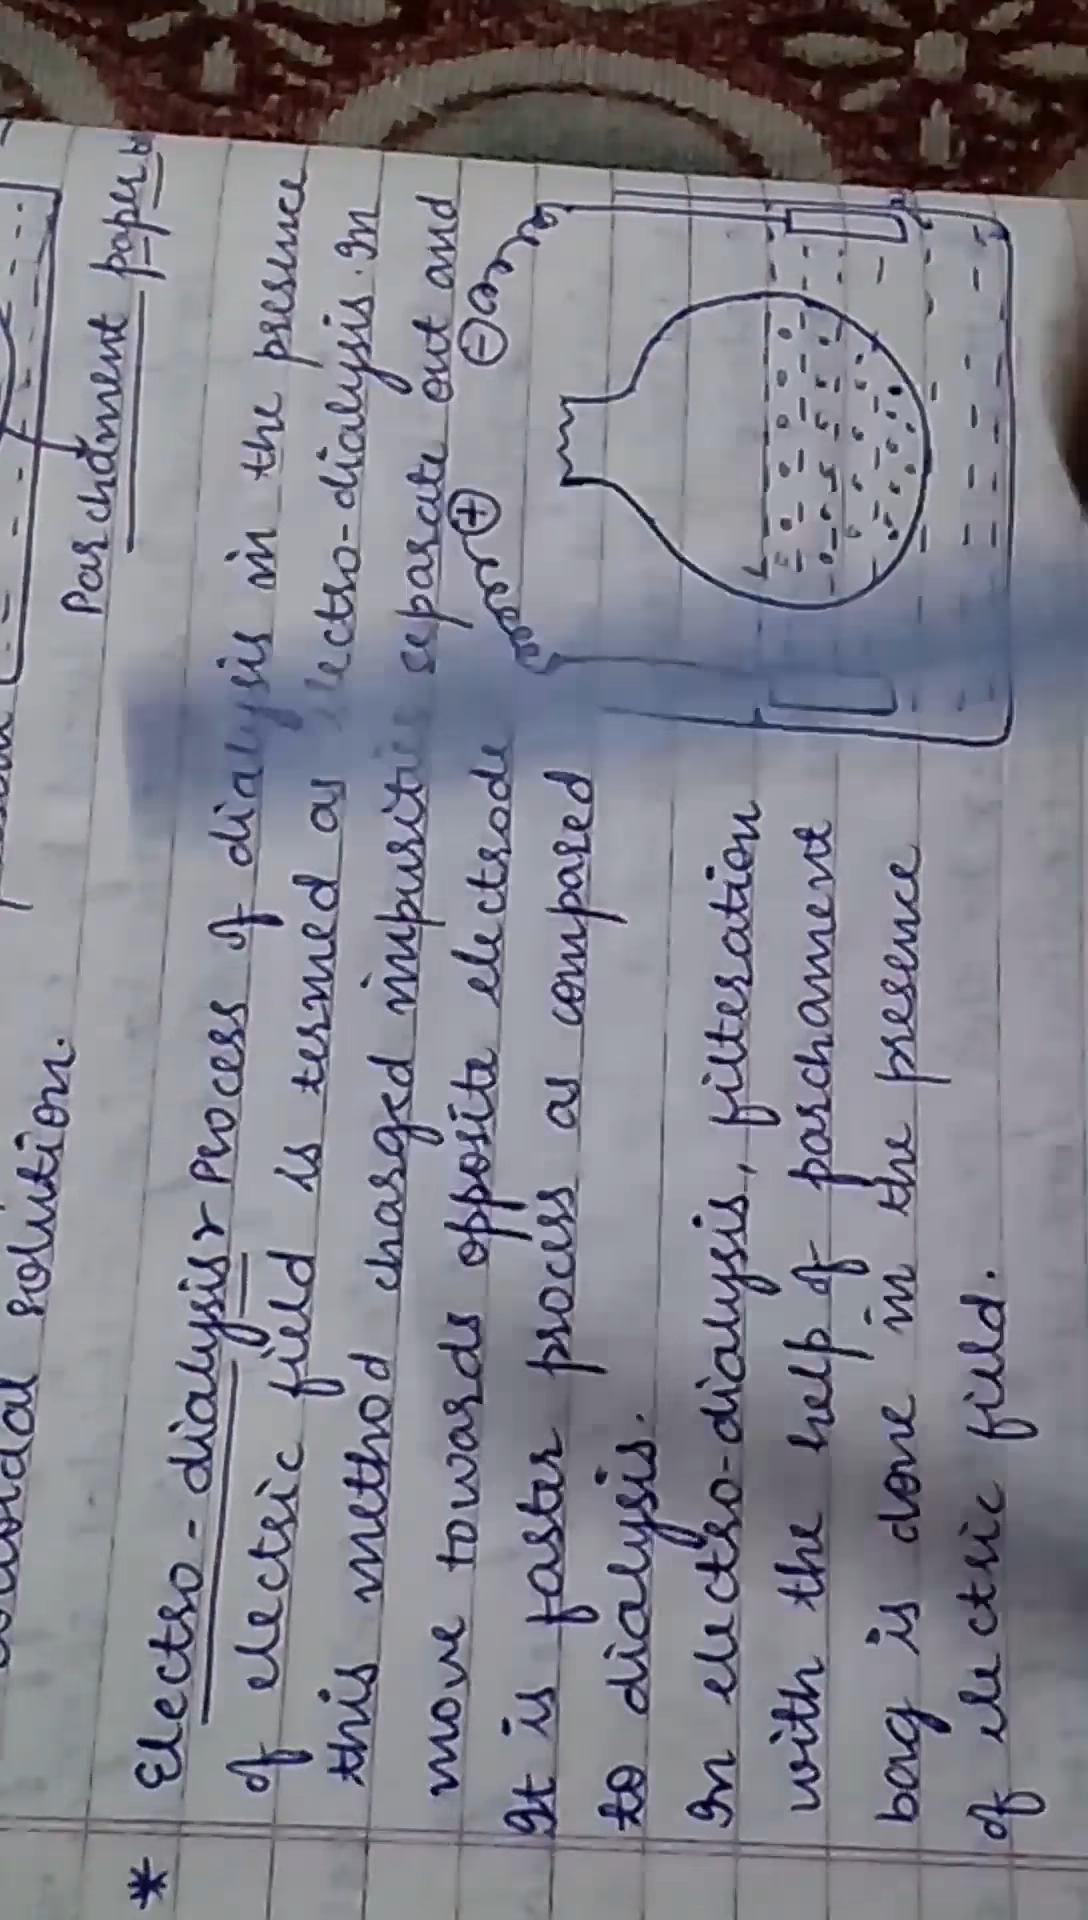 solution.
Parchament paper
* Electro-dialysis Process of dialysis in the presence
of electric field is termed as electro-dialysis. In
this method charged impurities separate out and
move towards opposite electrode
+ -
It is faster process as compared
to dialysis.
In electro-dialysis, filteration
with the help of parchament
bag is done in the presence
of electric field.